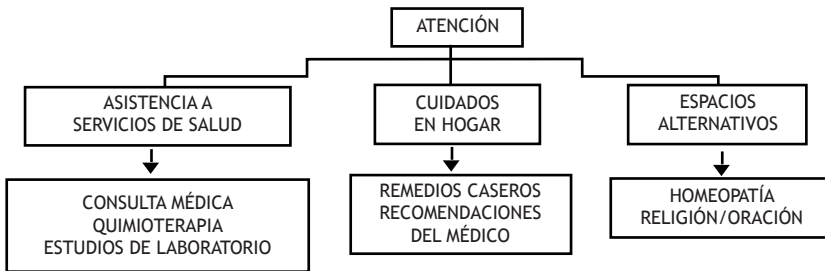 ATENCIÓN
ASISTENCIA A
SERVICIOS DE SALUD
CUIDADOS
EN HOGAR
ESPACIOS
ALTERNATIVOS
CONSULTA MÉDICA
QUIMIOTERAPIA
ESTUDIOS DE LABORATORIO
REMEDIOS CASEROS
RECOMENDACIONES
DEL MÉDICO
HOMEOPATÍA
RELIGIÓN/ORACIÓN